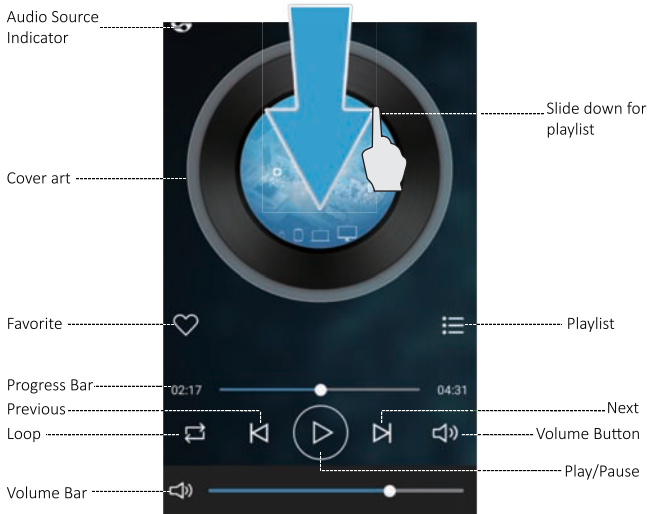 Audio Source
Indicator
Slide down for
playlist
Cover art
Favorite
Playlist
Progress Bar
02:17
04:31
Previous
Next
Loop
Volume Button
Play/Pause
Volume Bar